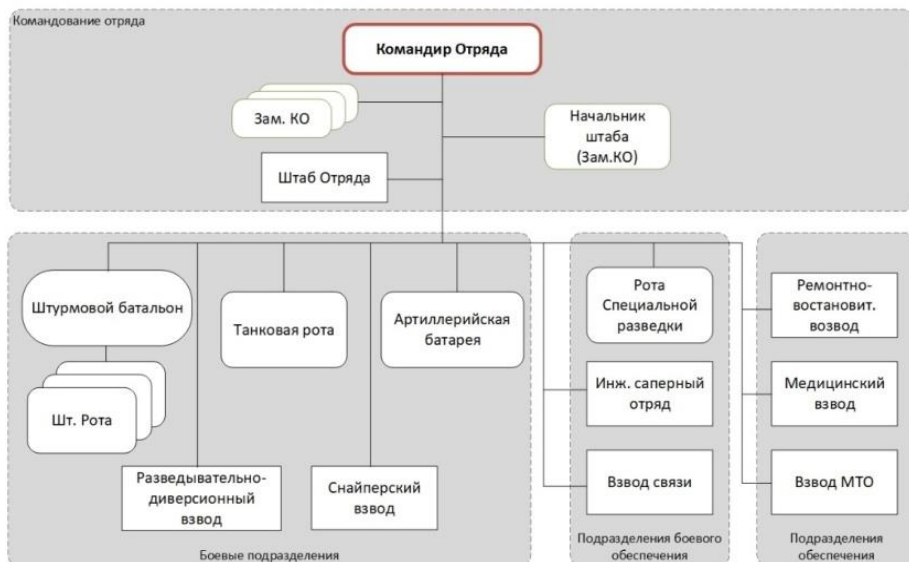 Командование отряда
Командир Отряда
Зам. КО
Начальник
штаба
(Зам.КО)
Штаб Отряда
Штурмовой батальон
Танковая рота
Артиллерийская
батарея
Шт. Рота
Разведывательно-
диверсионный
взвод
Снайперский
взвод
Боевые подразделения
Рота
Специальной
разведки
Инж. саперный
отряд
Взвод связи
Подразделения боевого
обеспечения
Ремонтно-
востановит.
возвод
Медицинский
взвод
Взвод МТО
Подразделения
обеспечения